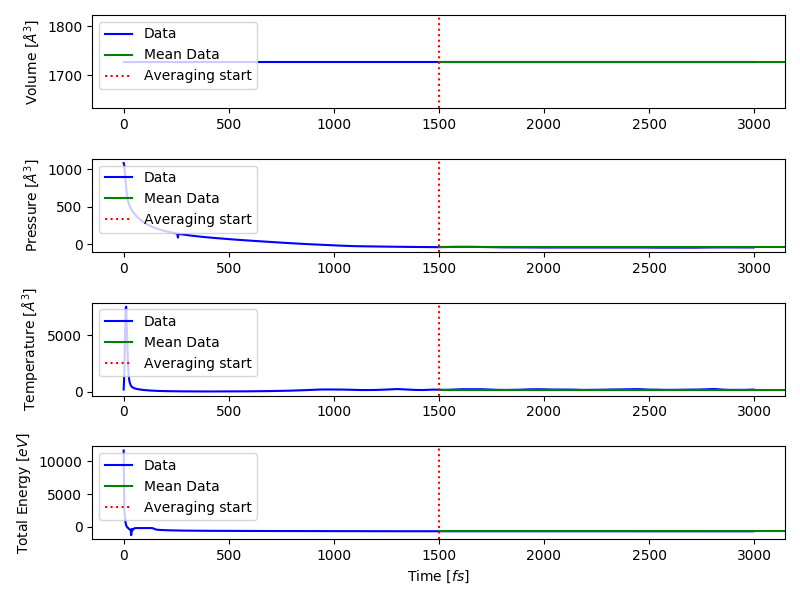 1800
1700
Volume [Å³]
Data
Mean Data
Averaging start
0 500 1000 1500 2000 2500 3000
1000
500
0
Pressure [Å³]
Data
Mean Data
Averaging start
0 500 1000 1500 2000 2500 3000
5000
0
Temperature [Å³]
Data
Mean Data
Averaging start
0 500 1000 1500 2000 2500 3000
10000
5000
0
Total Energy [eV]
Data
Mean Data
Averaging start
0 500 1000 1500 2000 2500 3000
Time [fs]